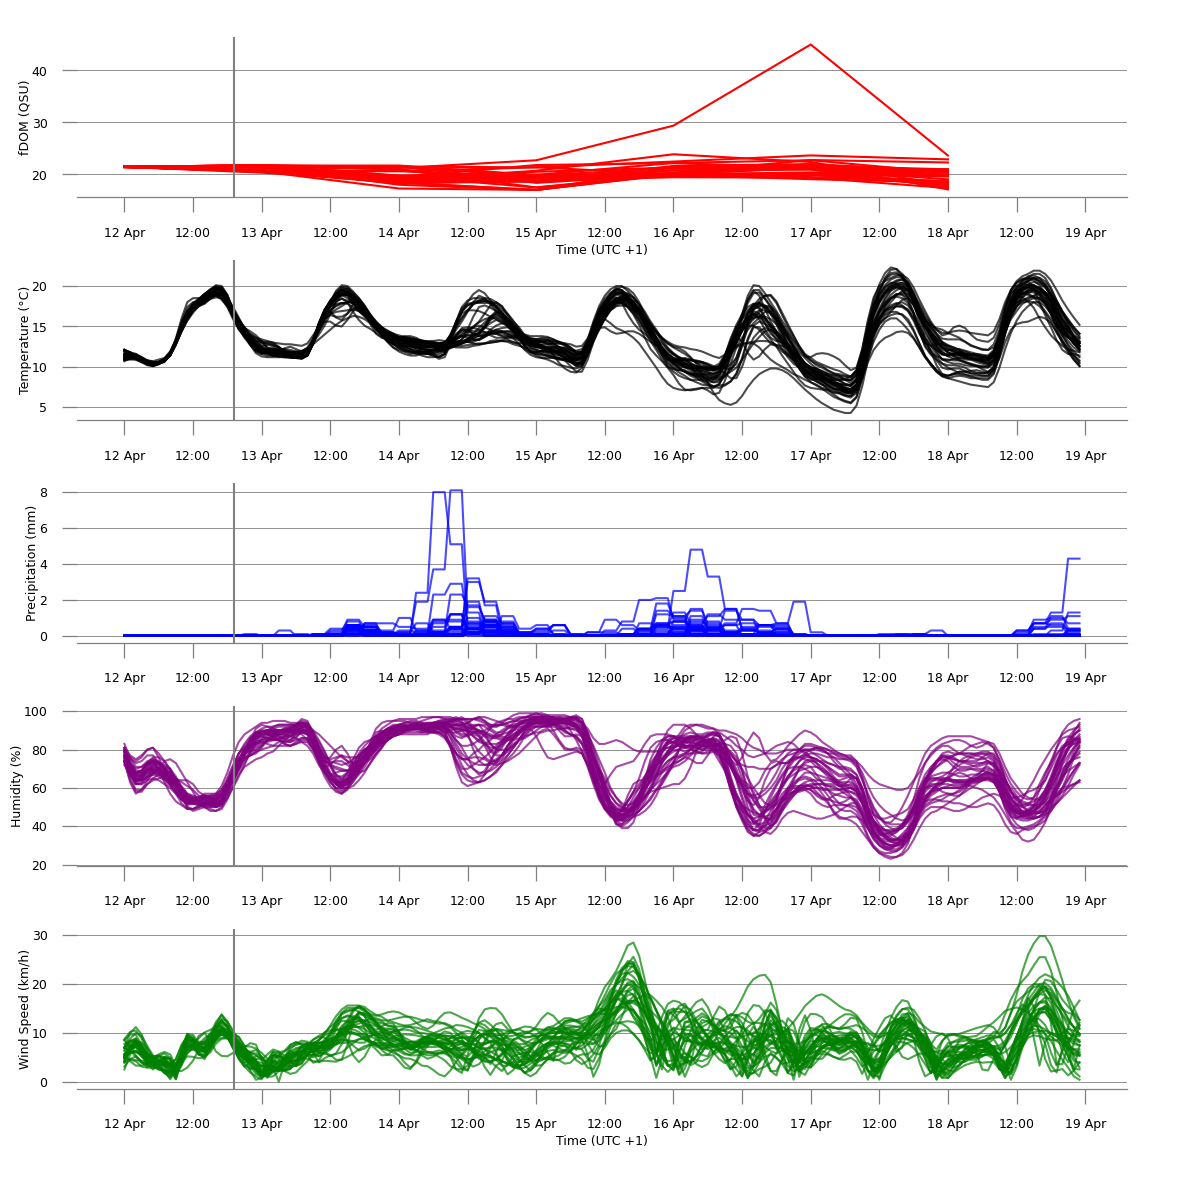 fDOM (QSU)
40
30
20
12 Apr 12:00 13 Apr 12:00 14 Apr 12:00 15 Apr 12:00 16 Apr 12:00 17 Apr 12:00 18 Apr 12:00 19 Apr
Time (UTC +1)
Temperature (°C)
20
15
10
5
12 Apr 12:00 13 Apr 12:00 14 Apr 12:00 15 Apr 12:00 16 Apr 12:00 17 Apr 12:00 18 Apr 12:00 19 Apr
Precipitation (mm)
8
6
4
2
0
12 Apr 12:00 13 Apr 12:00 14 Apr 12:00 15 Apr 12:00 16 Apr 12:00 17 Apr 12:00 18 Apr 12:00 19 Apr
Humidity (%)
100
80
60
40
20
12 Apr 12:00 13 Apr 12:00 14 Apr 12:00 15 Apr 12:00 16 Apr 12:00 17 Apr 12:00 18 Apr 12:00 19 Apr
Wind Speed (km/h)
30
20
10
0
12 Apr 12:00 13 Apr 12:00 14 Apr 12:00 15 Apr 12:00 16 Apr 12:00 17 Apr 12:00 18 Apr 12:00 19 Apr
Time (UTC +1)